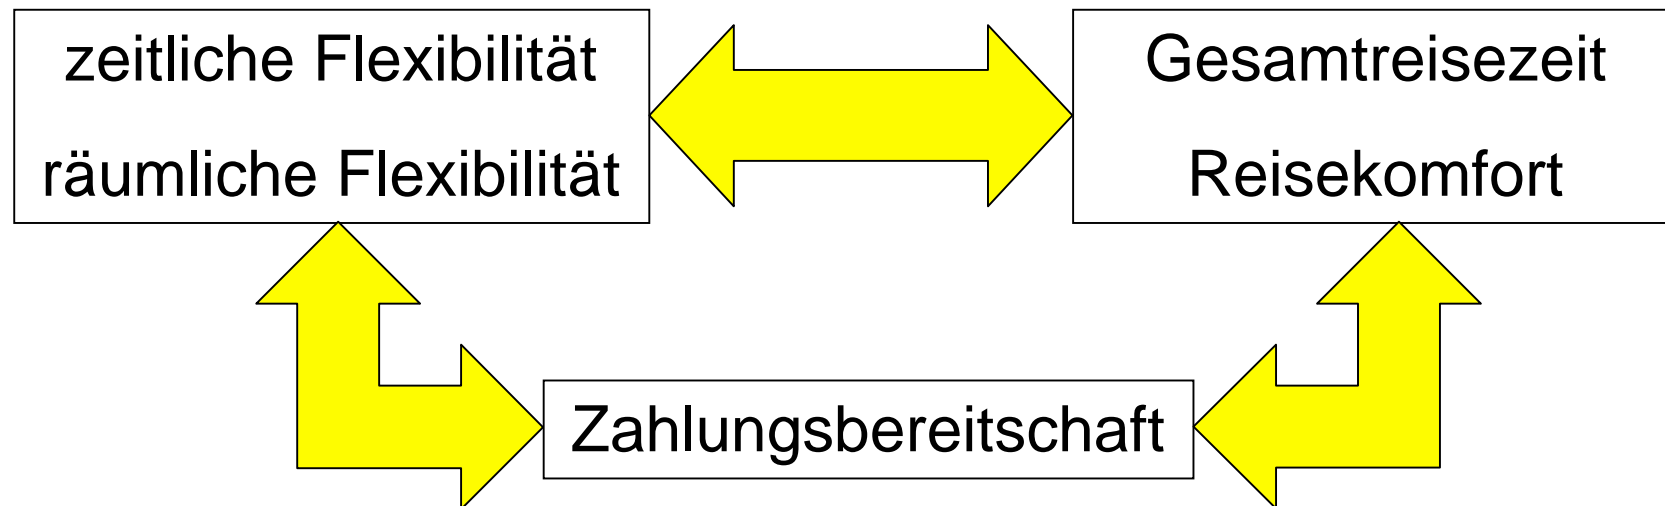 zeitliche Flexibilität
räumliche Flexibilität
Gesamtreisezeit
Reisekomfort
Zahlungsbereitschaft